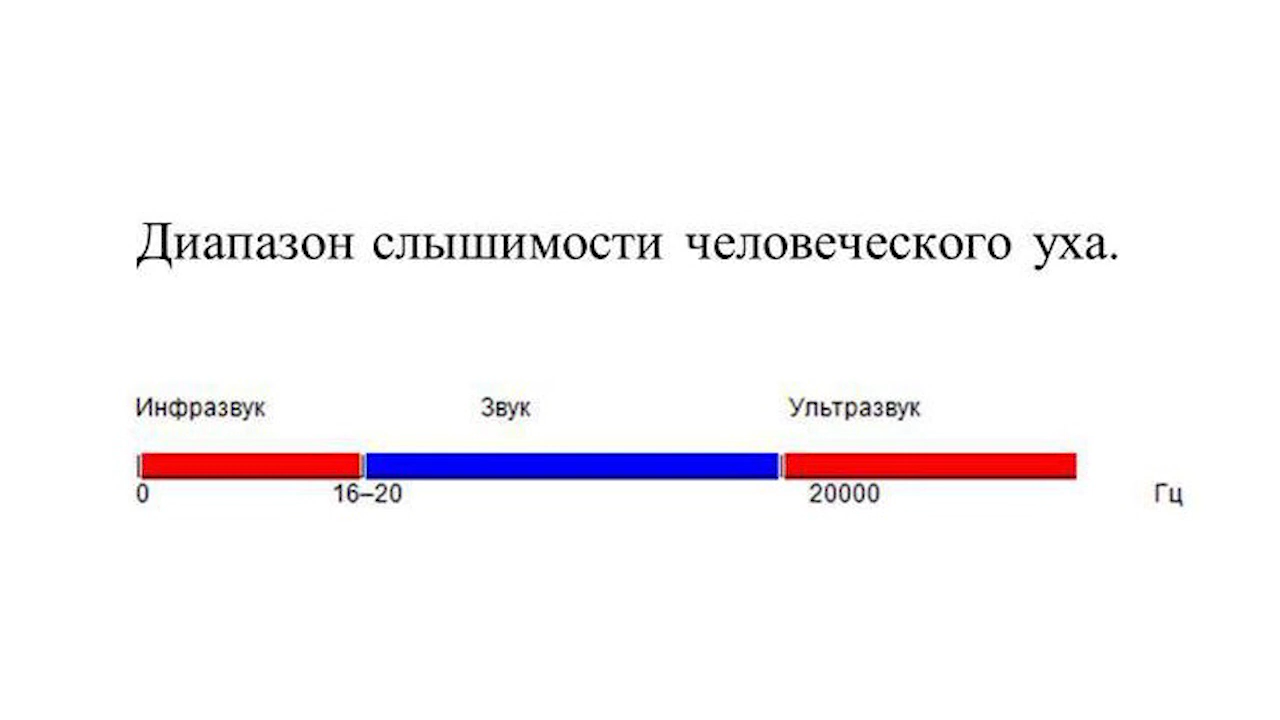 Диапазон слышимости человеческого уха.
Инфразвук Звук Ультразвук
0 16–20 20000 Гц